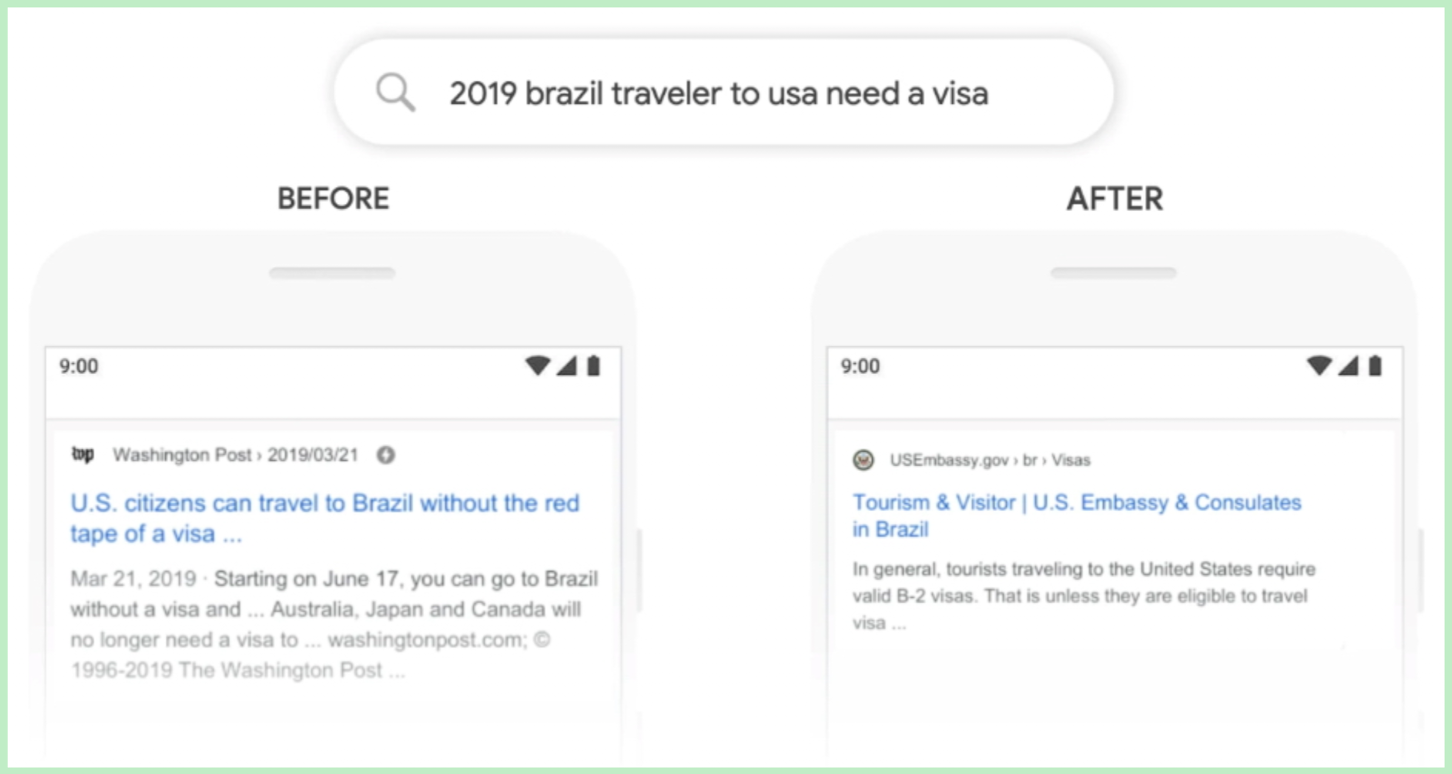 2019 brazil traveler to usa need a visa
BEFORE
AFTER
9:00
wp Washington Post › 2019/03/21
U.S. citizens can travel to Brazil without the red
tape of a visa ...
Mar 21, 2019 · Starting on June 17, you can go to Brazil
without a visa and ... Australia, Japan and Canada will
no longer need a visa to ... washingtonpost.com; ©
1996-2019 The Washington Post ...
9:00
USEmbassy.gov › br › Visas
Tourism & Visitor | U.S. Embassy & Consulates
in Brazil
In general, tourists traveling to the United States require
valid B-2 visas. That is unless they are eligible to travel
visa ...